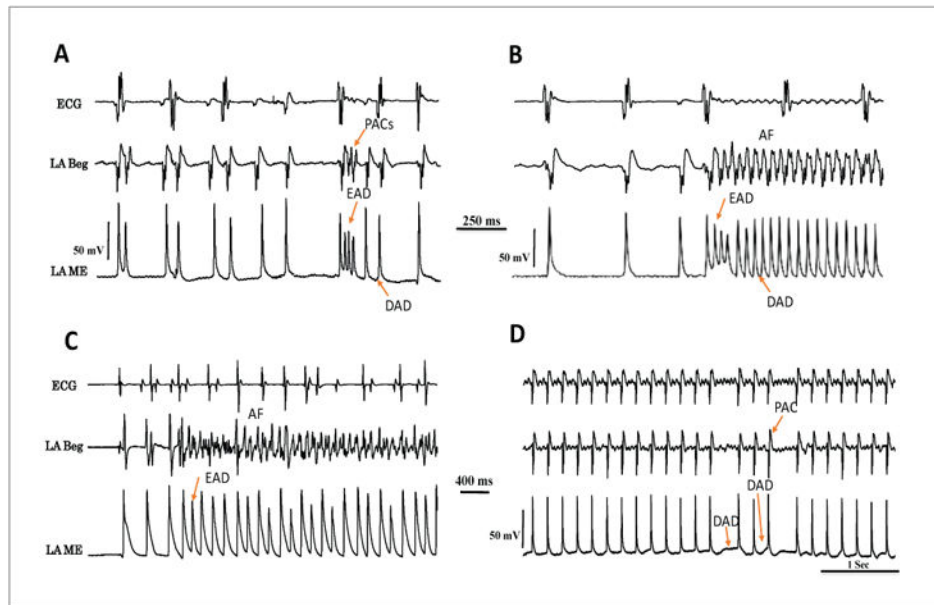 A
ECG
PACs
LA Beg
EAD
50 mV
LA ME
DAD
250 ms
B
AF
EAD
50 mV
DAD
C
ECG
AF
LA Beg
EAD
LA ME
400 ms
D
PAC
DAD
DAD
50 mV
1 Sec